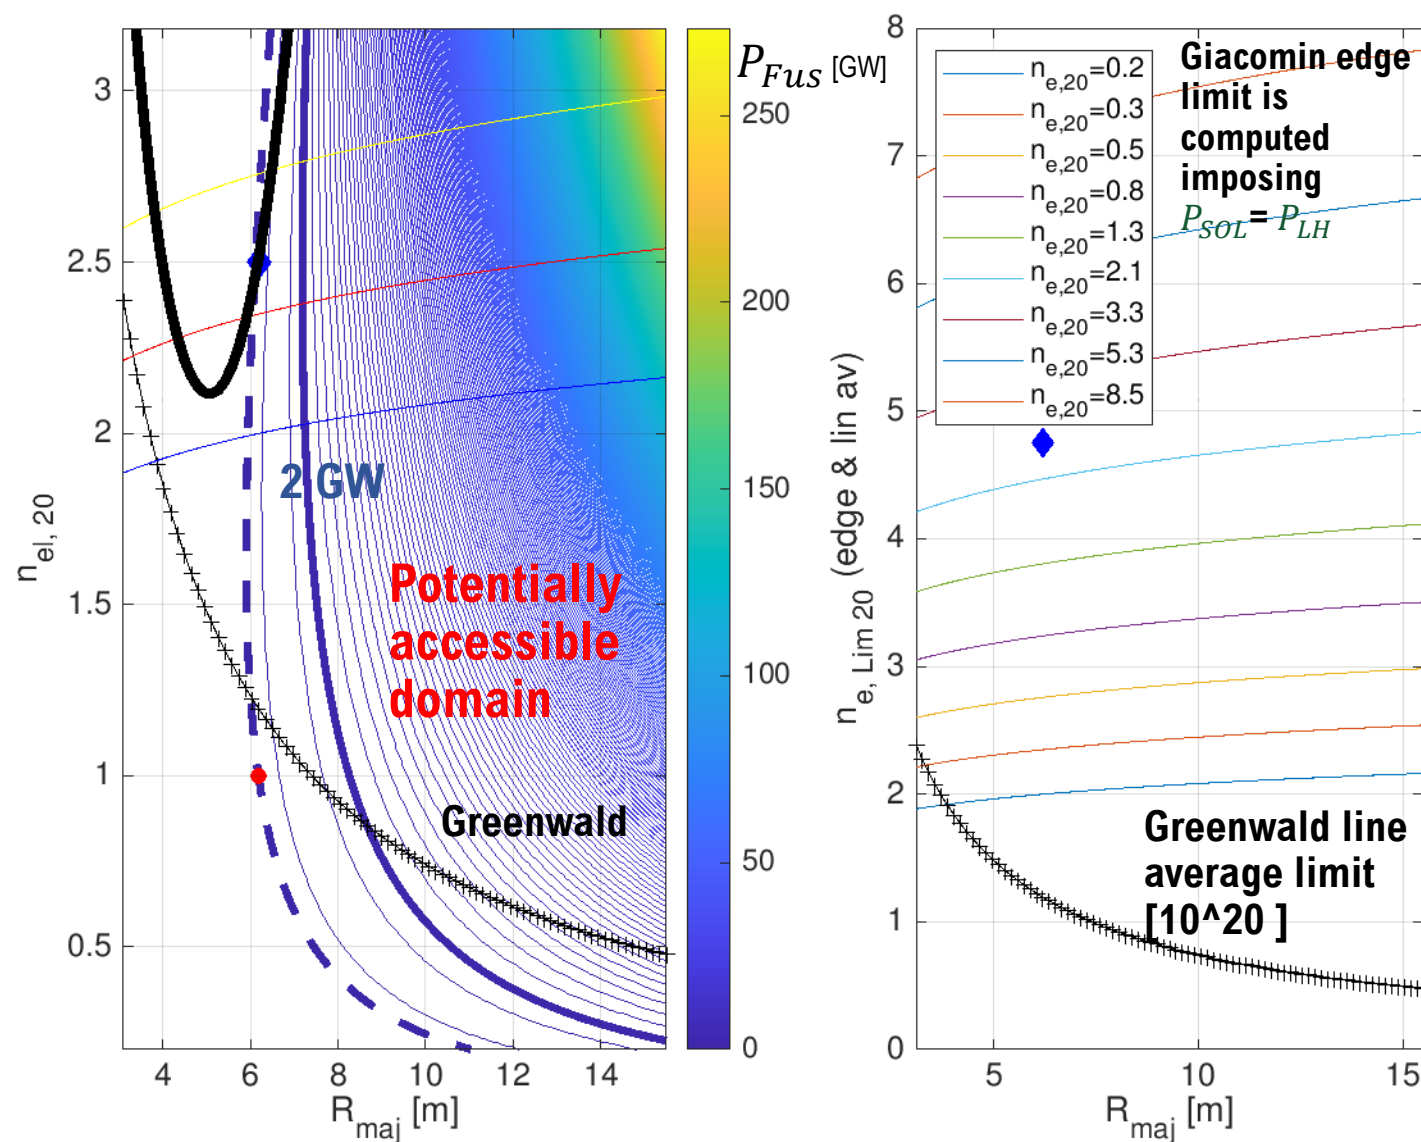 3
2.5
2
1.5
1
0.5
n_el, 20
4
6
8
10
12
14
R_maj [m]
2 GW
Potentially
accessible
domain
Greenwald
P_Fus [GW]
250
200
150
100
50
0
8
7
6
5
4
3
2
1
0
n_e, Lim 20 (edge & lin av)
5
10
15
R_maj [m]
n_e,20=0.2
n_e,20=0.3
n_e,20=0.5
n_e,20=0.8
n_e,20=1.3
n_e,20=2.1
n_e,20=3.3
n_e,20=5.3
n_e,20=8.5
Giacomin edge
limit is
computed
imposing
P_SOL= P_LH
Greenwald line
average limit
[10^20 ]